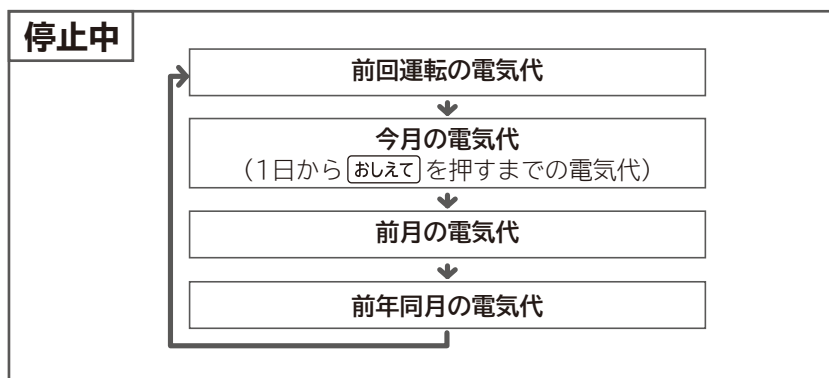 停止中
前回運転の電気代
今月の電気代
（1日からおしえてを押すまでの電気代）
前月の電気代
前年同月の電気代